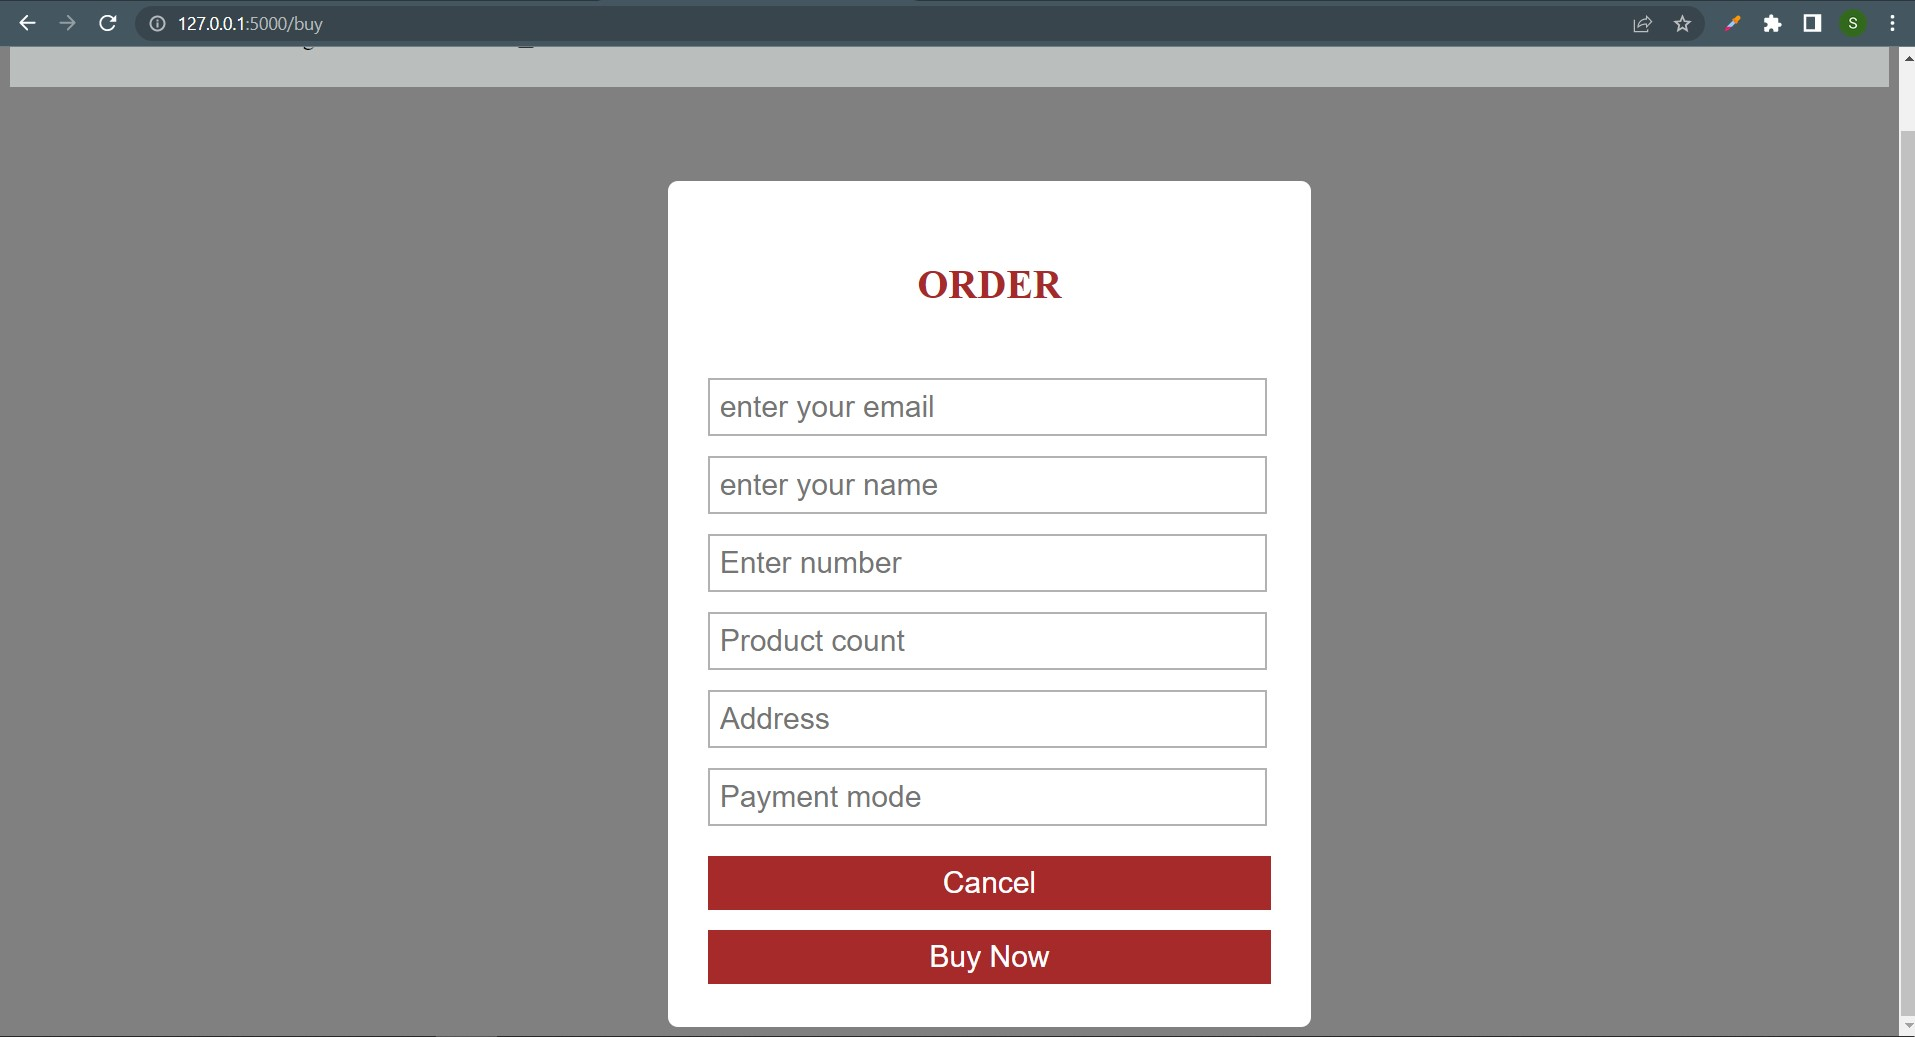 127.0.0.1:5000/buy
S
ORDER
enter your email
enter your name
Enter number
Product count
Address
Payment mode
Cancel
Buy Now